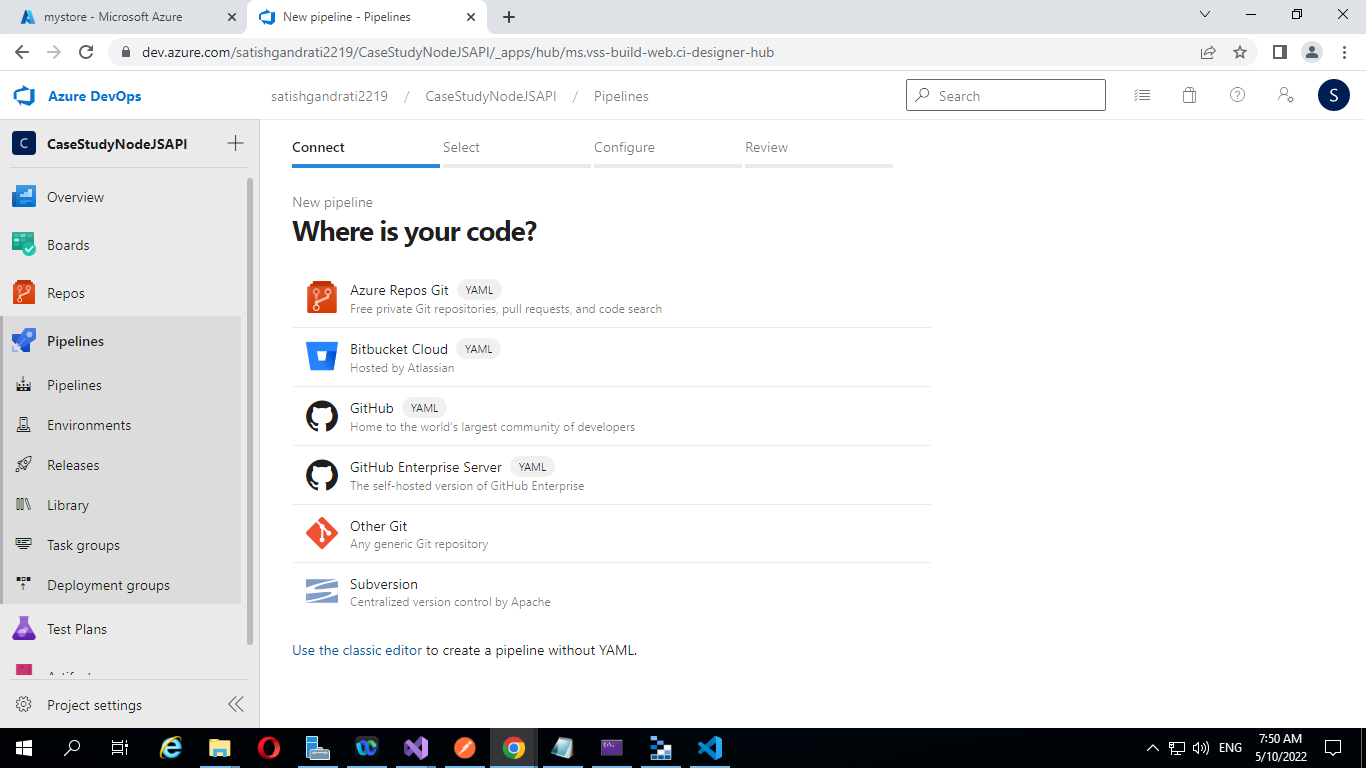 mystore - Microsoft Azure
New pipeline - Pipelines
dev.azure.com/satishgandrati2219/CaseStudyNodeJSAPI/_apps/hub/ms.vss-build-web.ci-designer-hub
Azure DevOps
satishgandrati2219 / CaseStudyNodeJSAPI / Pipelines
Search
S
C CaseStudyNodeJSAPI
Overview
Boards
Repos
Pipelines
Pipelines
Environments
Releases
Library
Task groups
Deployment groups
Test Plans
Project settings
Connect
Select
Configure
Review
New pipeline
Where is your code?
Azure Repos Git YAML
Free private Git repositories, pull requests, and code search
Bitbucket Cloud YAML
Hosted by Atlassian
GitHub YAML
Home to the world's largest community of developers
GitHub Enterprise Server YAML
The self-hosted version of GitHub Enterprise
Other Git
Any generic Git repository
Subversion
Centralized version control by Apache
Use the classic editor to create a pipeline without YAML.
ENG
7:50 AM
5/10/2022